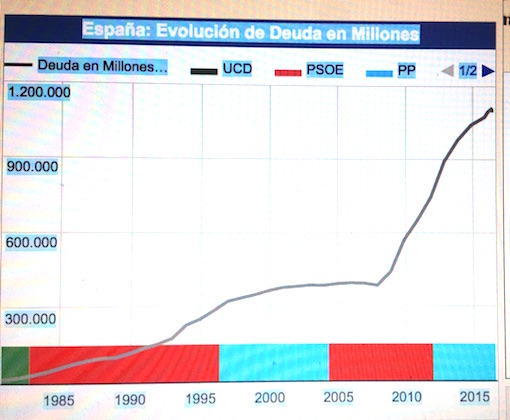 España: Evolución de Deuda en Millones
Deuda en Millones... UCD PSOE PP 1/2
1.200.000
900.000
600.000
300.000
1985 1990 1995 2000 2005 2010 2015